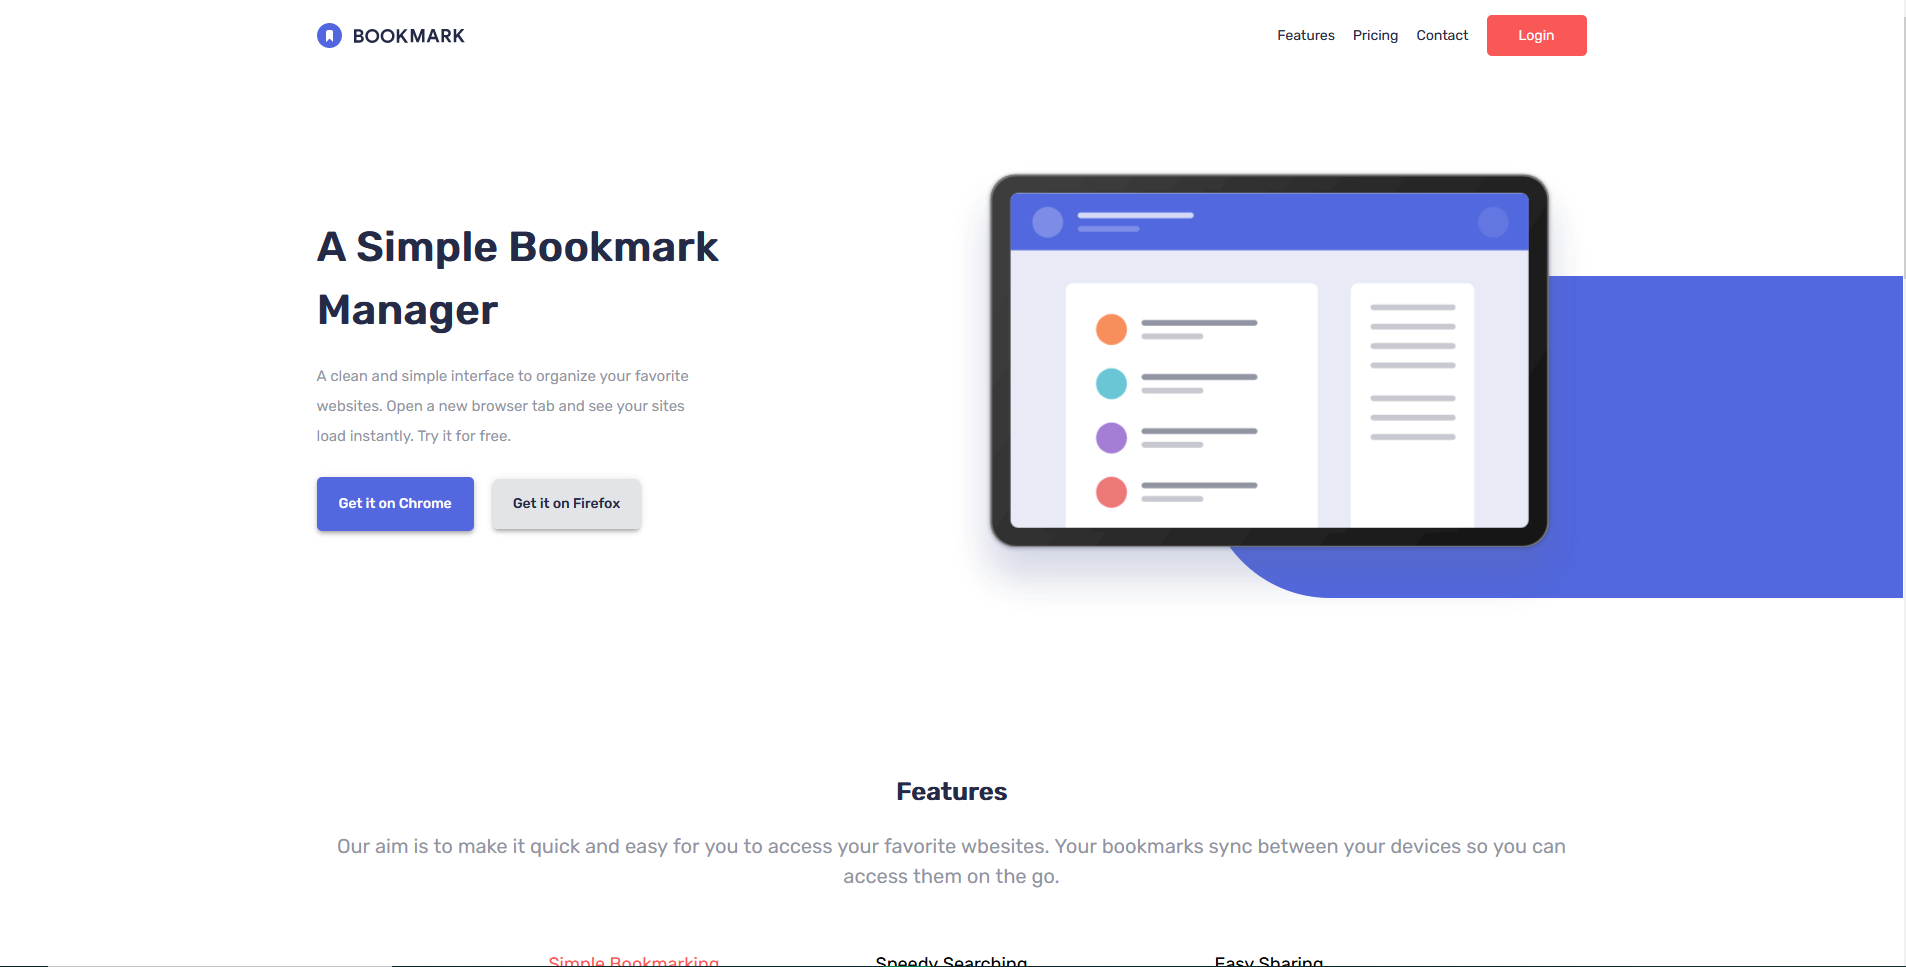 BOOKMARK
Features
Pricing
Contact
Login
A Simple Bookmark
Manager
A clean and simple interface to organize your favorite
websites. Open a new browser tab and see your sites
load instantly. Try it for free.
Get it on Chrome
Get it on Firefox
Features
Our aim is to make it quick and easy for you to access your favorite wbesites. Your bookmarks sync between your devices so you can
access them on the go.
Simple Bookmarking
Speedy Searching
Easy Sharing